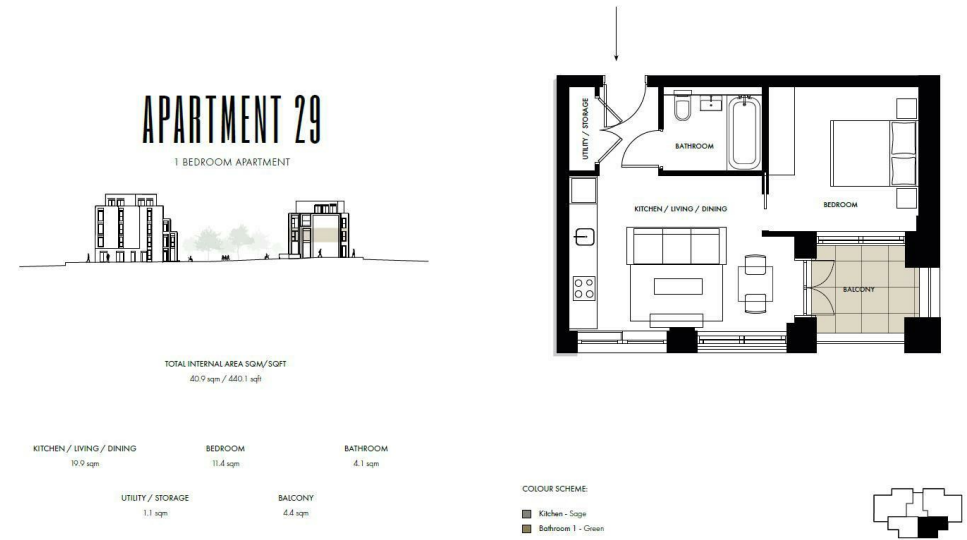 APARTMENT 29
1 BEDROOM APARTMENT
TOTAL INTERNAL AREA SQM/SQFT
40.9 sqm / 440.1 sqft
KITCHEN / LIVING / DINING
19.9 sqm
BEDROOM
11.4 sqm
BATHROOM
4.1 sqm
UTILITY / STORAGE
1.1 sqm
BALCONY
4.4 sqm
UTILITY / STORAGE
BATHROOM
KITCHEN / LIVING / DINING
BEDROOM
BALCONY
COLOUR SCHEME:
Kitchen - Sage
Bathroom 1 - Green